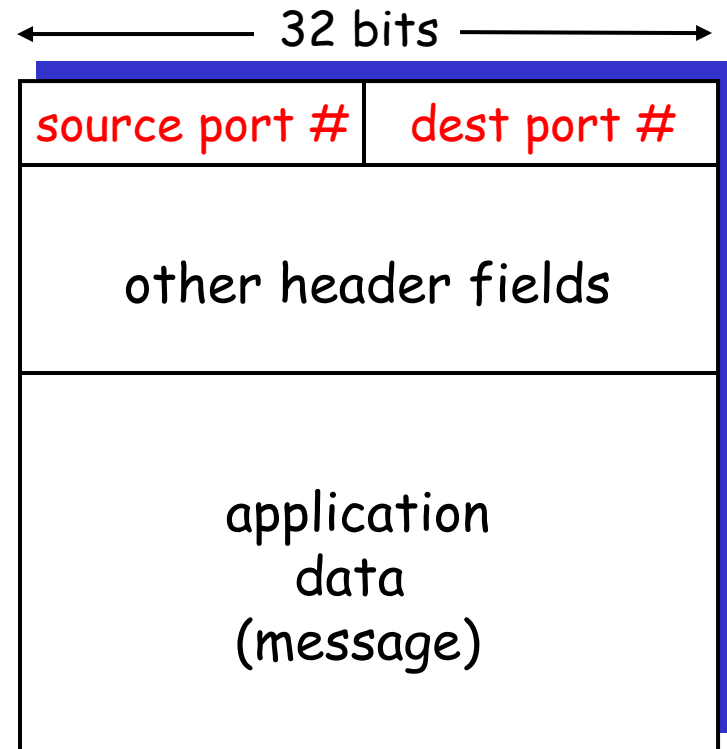 32 bits
source port # dest port #
other header fields
application
data
(message)